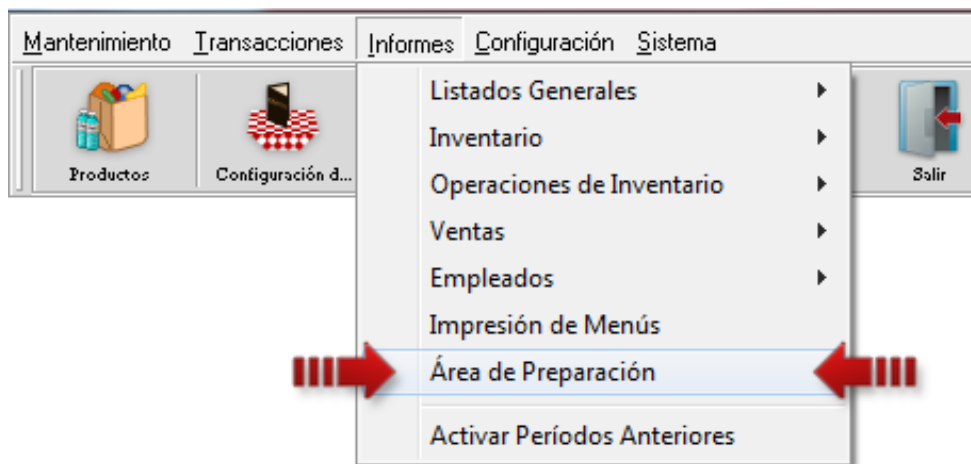 Mantenimiento Transacciones Informes Configuración Sistema
Productos Configuración d... Salir
Listados Generales
Inventario
Operaciones de Inventario
Ventas
Empleados
Impresión de Menús
Área de Preparación
Activar Períodos Anteriores